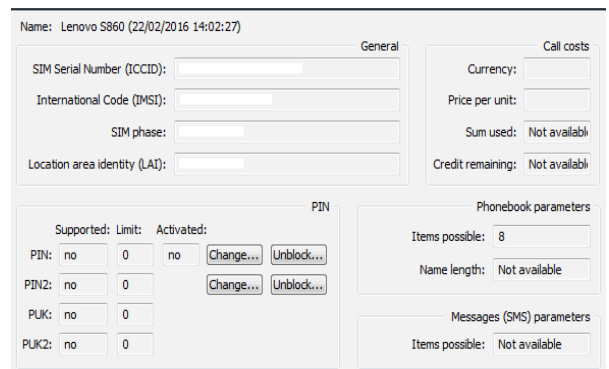 Name: Lenovo S860 (22/02/2016 14:02:27)
General
SIM Serial Number (ICCID):
International Code (IMSI):
SIM phase:
Location area identity (LAI):
Call costs
Currency:
Price per unit:
Sum used: Not availabl
Credit remaining: Not availabl
PIN
Supported: Limit: Activated:
PIN: no 0 no Change... Unblock...
PIN2: no 0 Change... Unblock...
PUK: no 0
PUK2: no 0
Phonebook parameters
Items possible: 8
Name length: Not available
Messages (SMS) parameters
Items possible: Not available